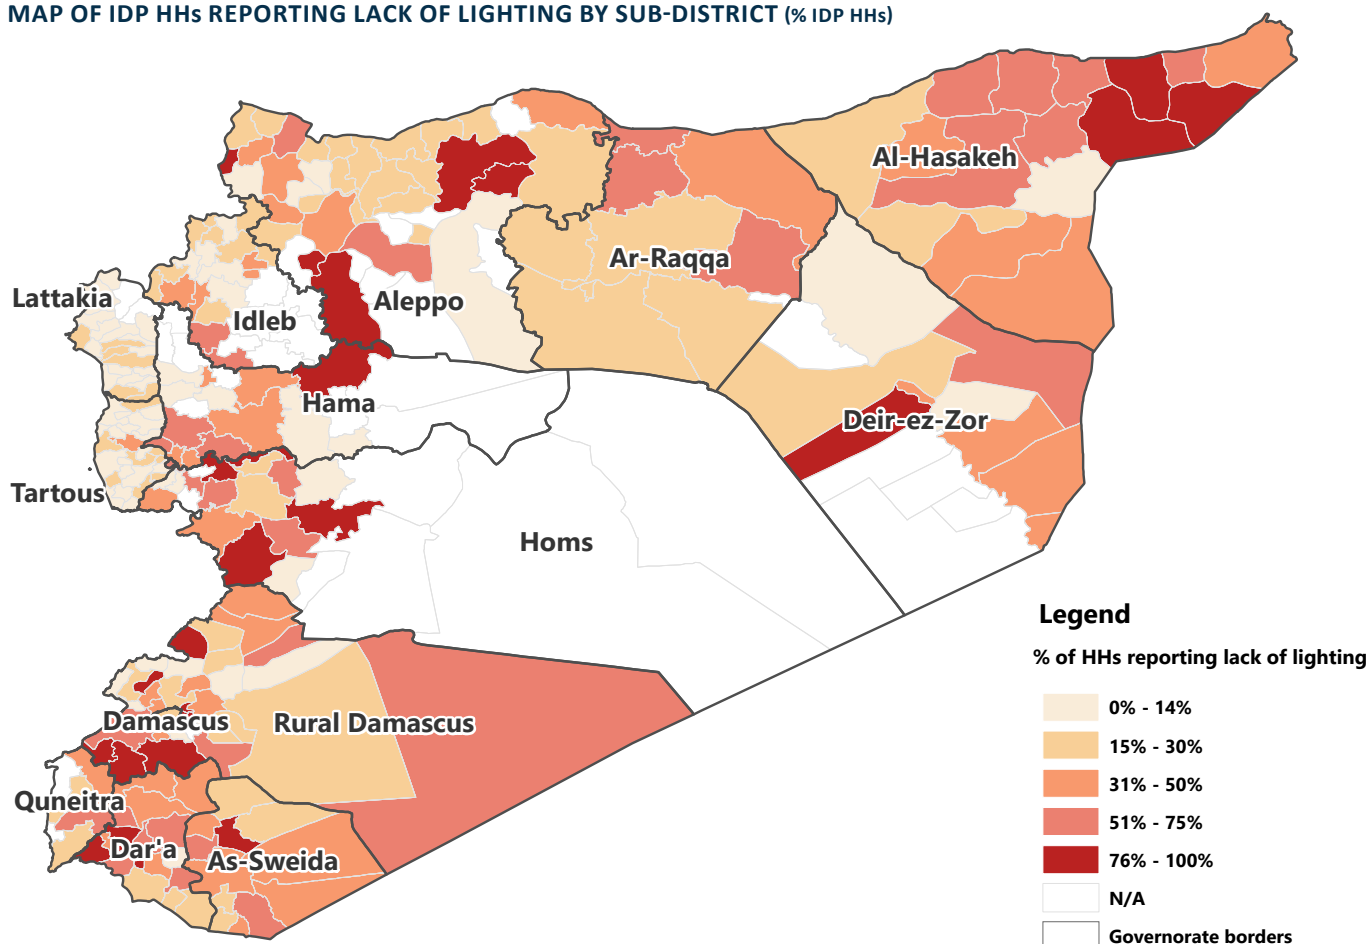 MAP OF IDP HHs REPORTING LACK OF LIGHTING BY SUB-DISTRICT (% IDP HHs)
Al-Hasakeh
Ar-Raqqa
Lattakia
Aleppo
Idleb
Hama
Deir-ez-Zor
Tartous
Homs
Damascus
Rural Damascus
Quneitra
Dar'a
As-Sweida
Legend
% of HHs reporting lack of lighting
0% - 14%
15% - 30%
31% - 50%
51% - 75%
76% - 100%
N/A
Governorate borders